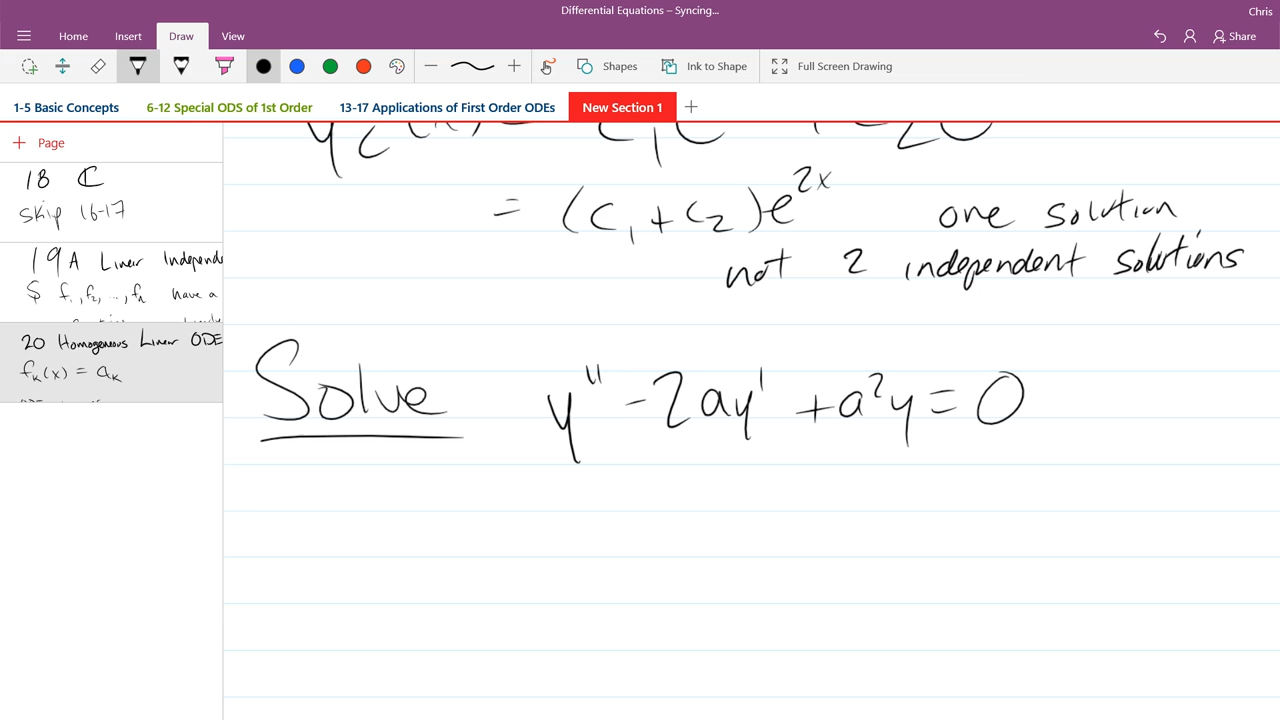 Differential Equations – Syncing...
Chris
Home Insert Draw View
Share
Shapes Ink to Shape Full Screen Drawing
1-5 Basic Concepts 6-12 Special ODS of 1st Order 13-17 Applications of First Order ODEs New Section 1
Page
18 ℂ
skip 16-17
19A Linear Independe
$ f₁, f₂, ..., fₙ have a
20 Homogeneous Linear ODE
fₖ(x) = aₖ
= (c₁ + c₂)e^{2x} one solution
not 2 independent solutions
Solve y'' - 2ay' + a²y = 0